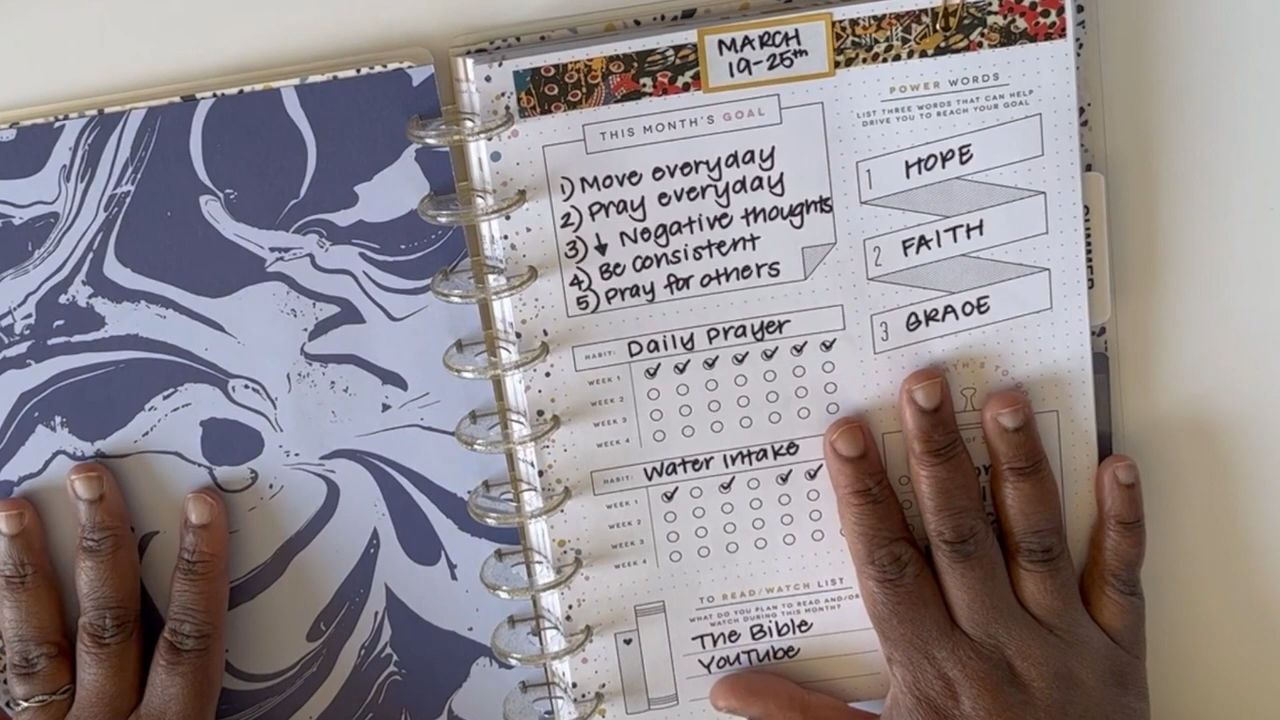 MARCH
19-25th
THIS MONTH'S GOAL
1) Move everyday
2) Pray everyday
3) ↓ Negative thoughts
4) Be consistent
5) Pray for others
POWER WORDS
LIST THREE WORDS THAT CAN HELP
DRIVE YOU TO REACH YOUR GOAL
1 HOPE
2 FAITH
3 GRACE
HABIT: Daily Prayer
WEEK 1
WEEK 2
WEEK 3
WEEK 4
HABIT: Water Intake
WEEK 1
WEEK 2
WEEK 3
WEEK 4
TO READ/WATCH LIST
WHAT DO YOU PLAN TO READ AND/OR
WATCH DURING THIS MONTH?
The Bible
YouTube